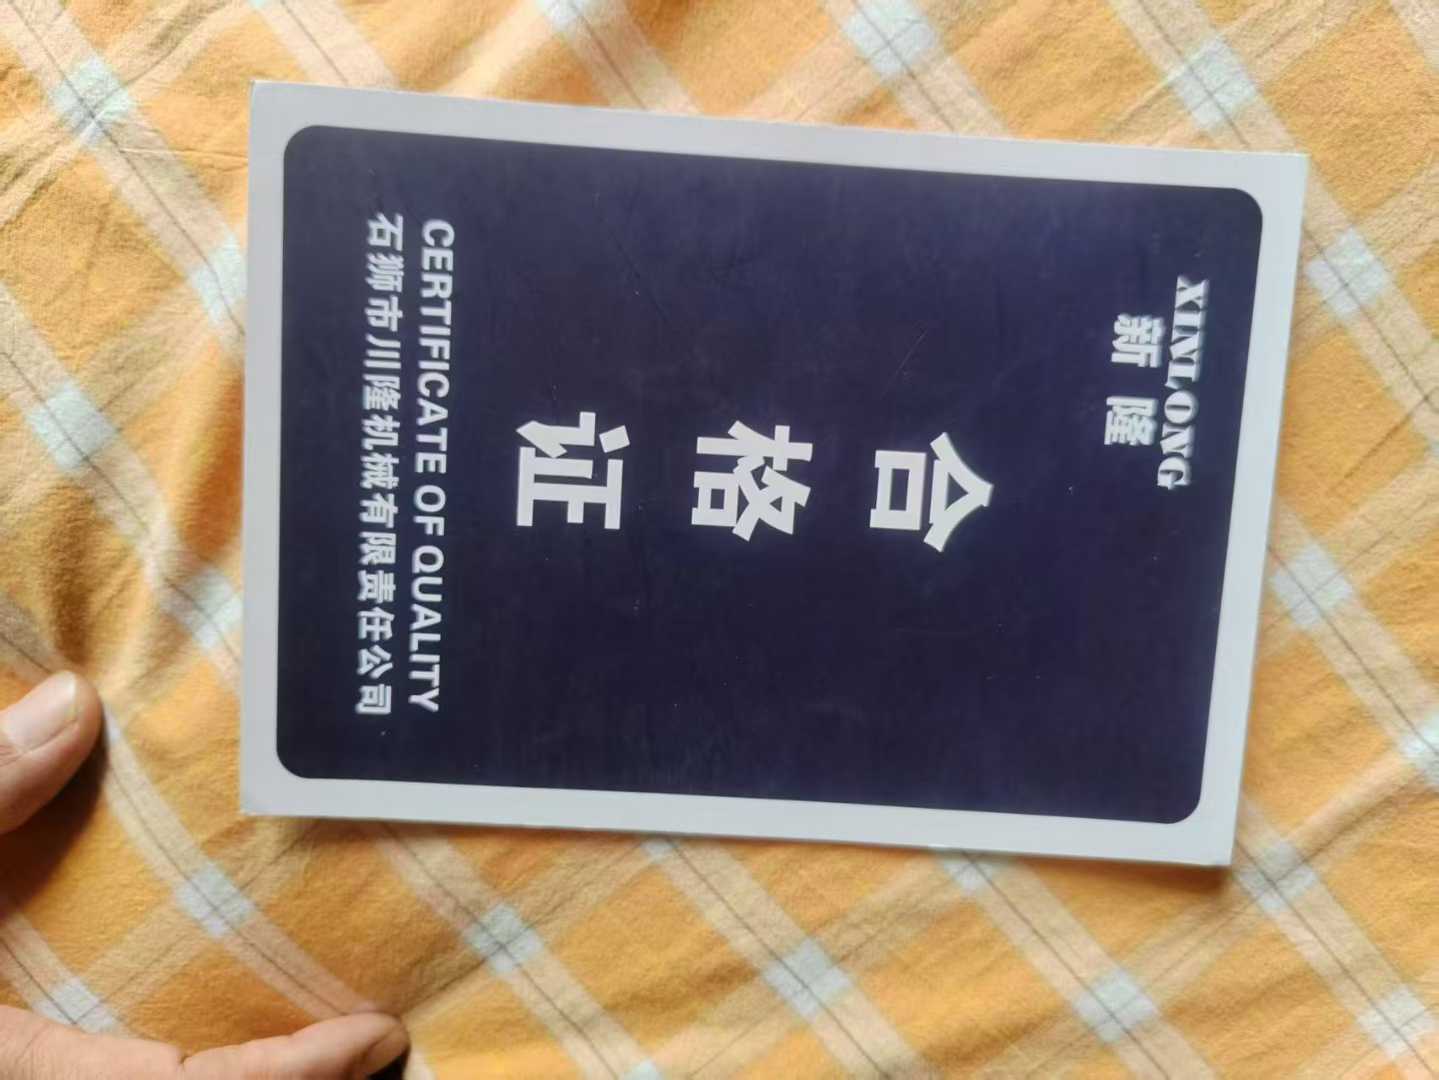 XINLONG
新隆
合
格
证
CERTIFICATE OF QUALITY
石狮市川隆机械有限责任公司